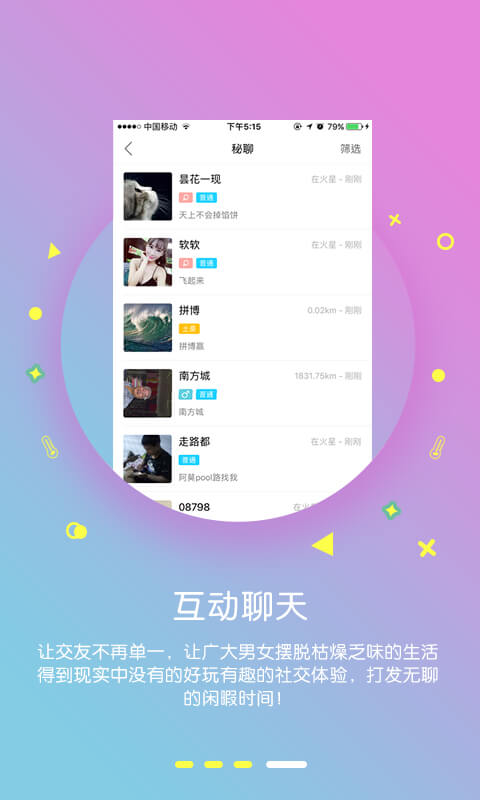 中国移动 下午5:15 79%
秘聊 筛选
昙花一现 在火星 - 刚刚
普通
天上不会掉馅饼
软软 在火星 - 刚刚
普通
飞起来
拼博 0.02km - 刚刚
土豪
拼博赢
南方城 1831.75km - 刚刚
普通
南方城
走路都 在火星 - 刚刚
普通
阿莫pool路找我
08798 在火星
互动聊天
让交友不再单一，让广大男女摆脱枯燥乏味的生活
得到现实中没有的好玩有趣的社交体验，打发无聊
的闲暇时间！